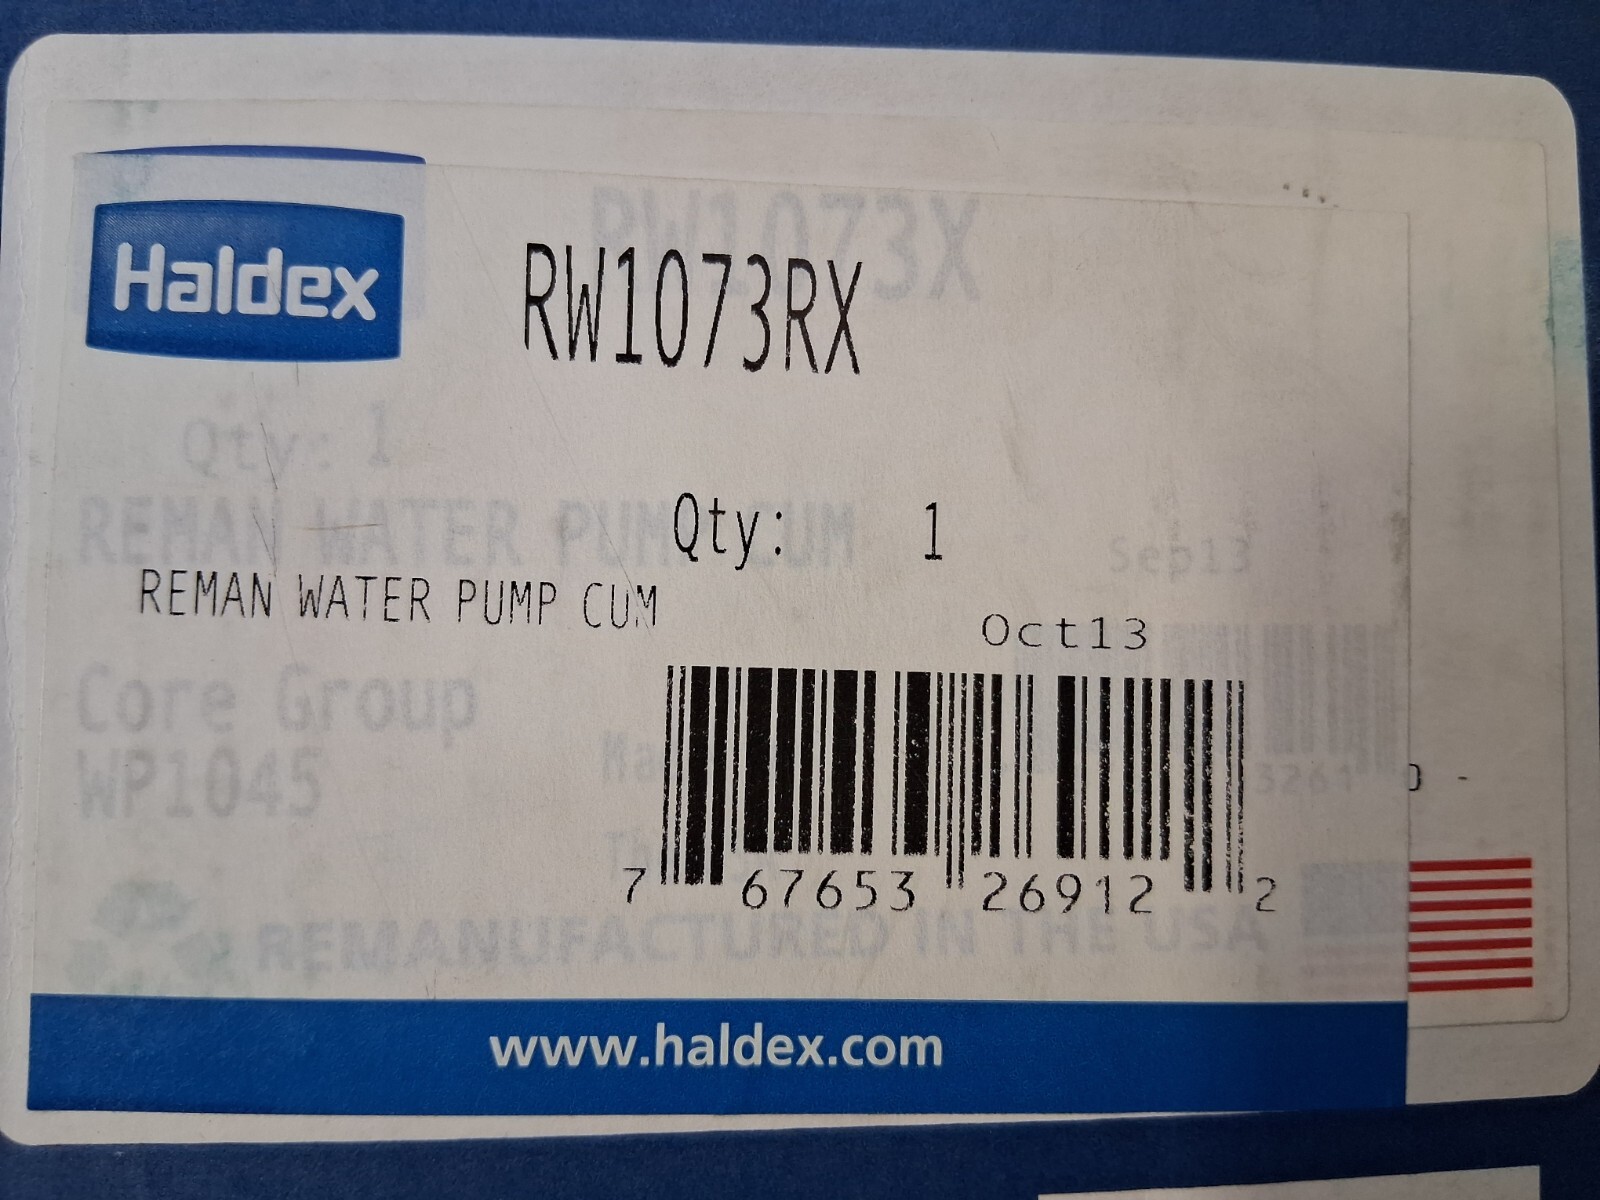 Haldex
RW1073RX
RW1073X
Qty: 1
REMAN WATER PUMP CUM
Qty: 1
REMAN WATER PUMP CUM
Sep13
Oct13
Core Group
WP1045
7 67653 26912 2
REMANUFACTURED IN THE USA
www.haldex.com